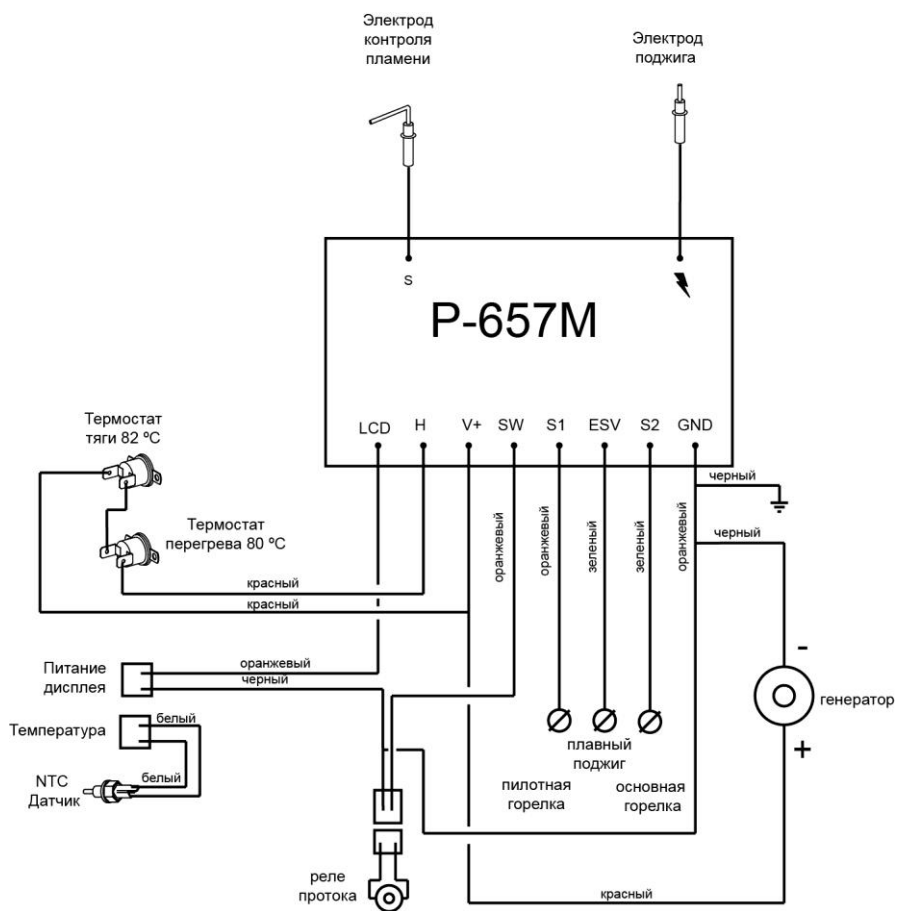 Электрод
контроля
пламени
Электрод
поджига
S
P-657M
LCD H V+ SW S1 ESV S2 GND
Термостат
тяги 82 ºC
Термостат
перегрева 80 ºC
черный
черный
оранжевый
оранжевый
зеленый
зеленый
оранжевый
красный
красный
Питание
дисплея
оранжевый
черный
Температура
белый
белый
NTC
Датчик
-
генератор
+
плавный
поджиг
пилотная
горелка
основная
горелка
реле
протока
красный